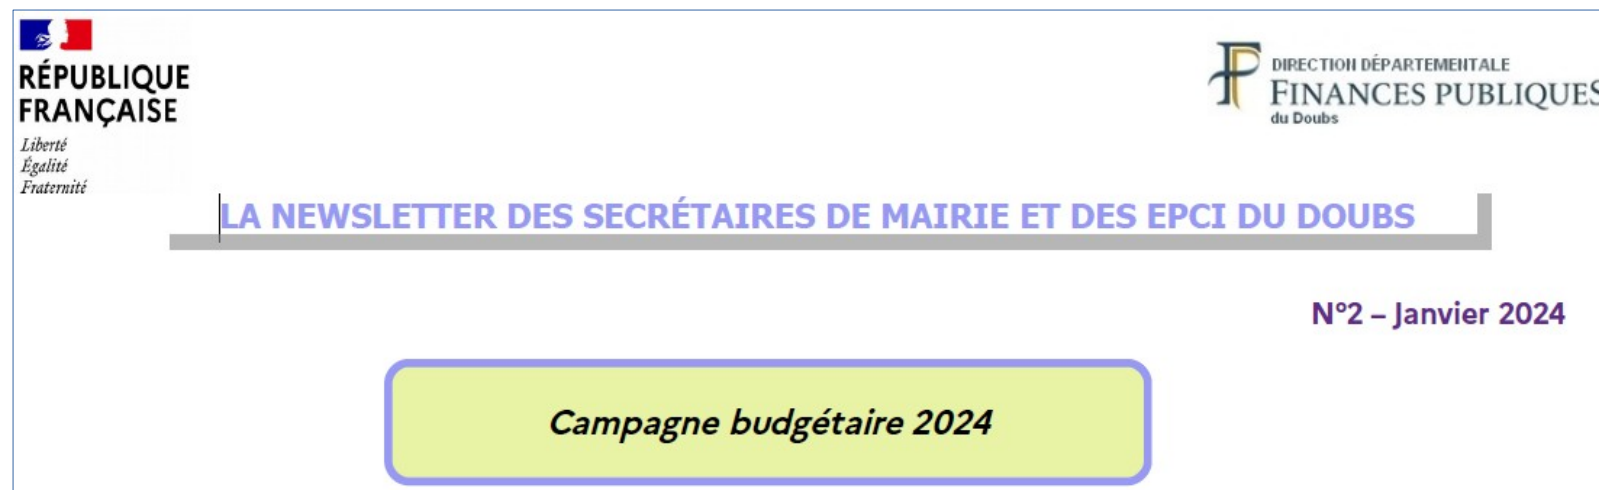 RÉPUBLIQUE
FRANÇAISE
Liberté
Égalité
Fraternité
DIRECTION DÉPARTEMENTALE
FINANCES PUBLIQUES
du Doubs
LA NEWSLETTER DES SECRÉTAIRES DE MAIRIE ET DES EPCI DU DOUBS
N°2 – Janvier 2024
Campagne budgétaire 2024